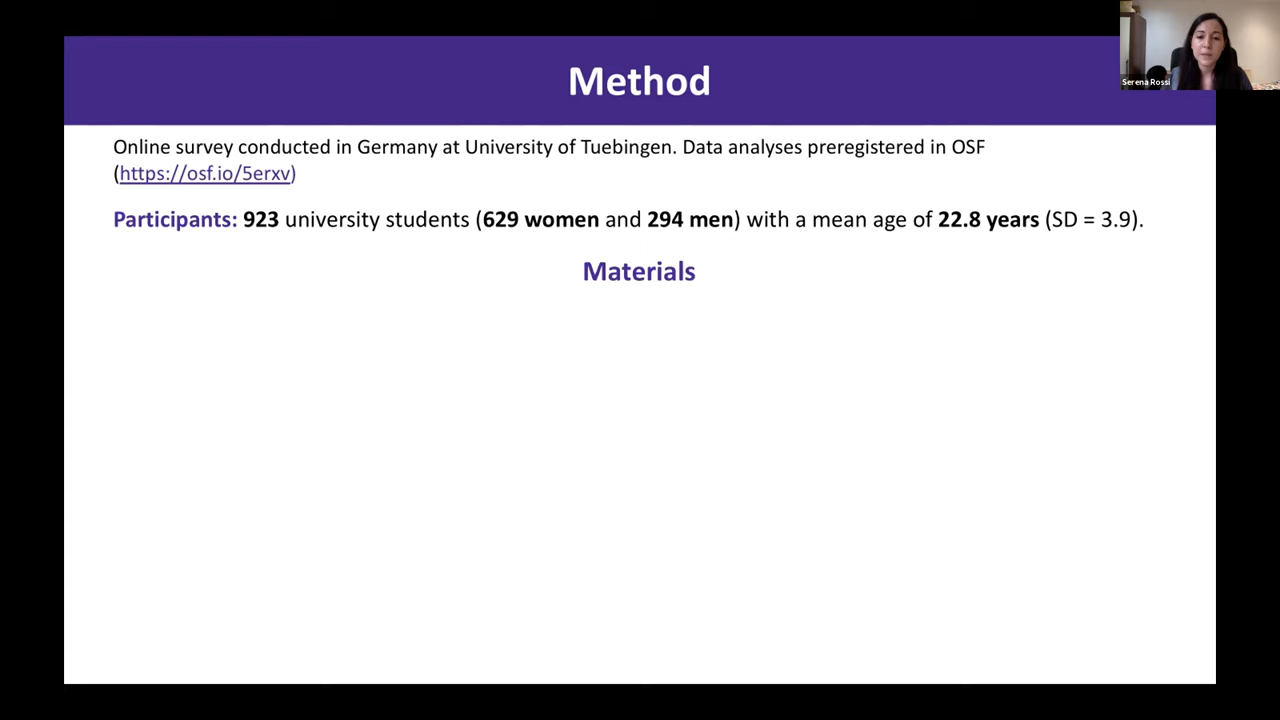 Method
Serena Rossi
Online survey conducted in Germany at University of Tuebingen. Data analyses preregistered in OSF
(https://osf.io/5erxv)
Participants: 923 university students (629 women and 294 men) with a mean age of 22.8 years (SD = 3.9).
Materials